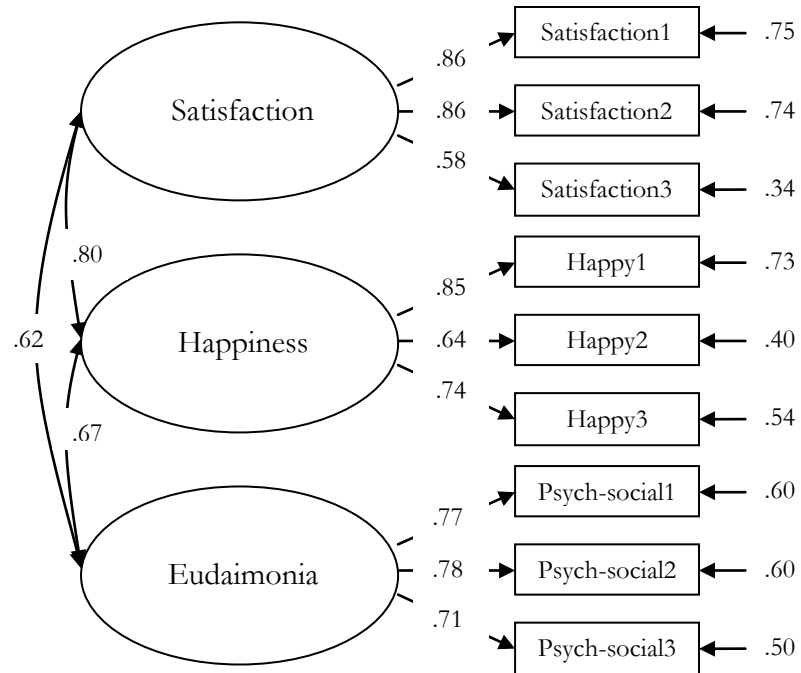 Satisfaction1
.75
.86
Satisfaction
.86
Satisfaction2
.74
.58
Satisfaction3
.34
.80
Happy1
.73
.85
.62
Happiness
.64
Happy2
.40
.74
.67
Happy3
.54
Psych-social1
.60
.77
Eudaimonia
.78
Psych-social2
.60
.71
Psych-social3
.50